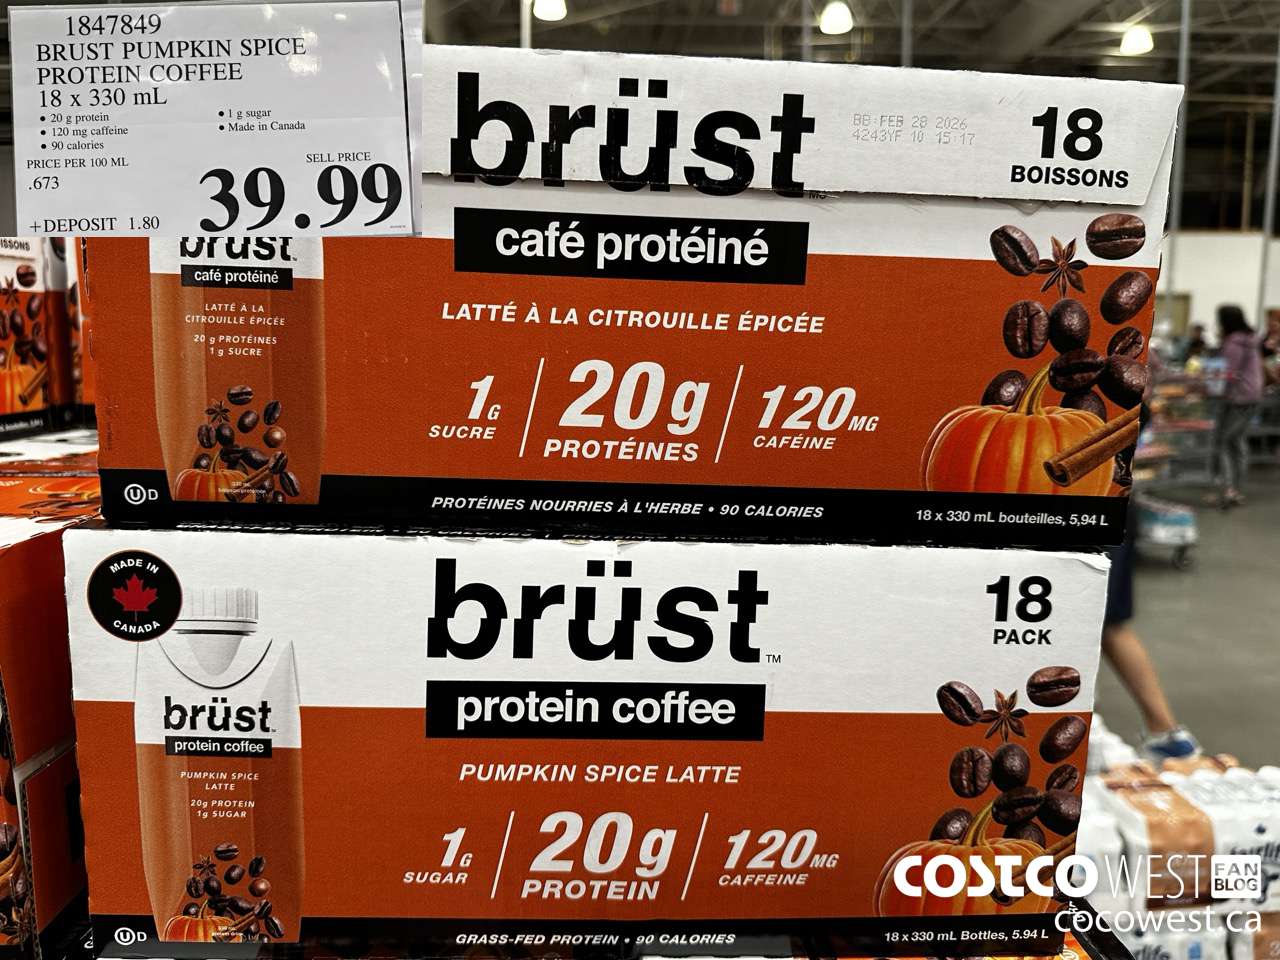 1847849
BRUST PUMPKIN SPICE
PROTEIN COFFEE
18 x 330 mL
• 20 g protein
• 120 mg caffeine
• 90 calories
• 1 g sugar
• Made in Canada
PRICE PER 100 ML
.673
SELL PRICE
39.99
+DEPOSIT 1.80
brüst
BB:FEB 28 2026
4243YF 10 15:17
18
BOISSONS
café protéiné
LATTÉ À LA CITROUILLE ÉPICÉE
1G
SUCRE
20g
PROTÉINES
120MG
CAFÉINE
PROTÉINES NOURRIES À L'HERBE • 90 CALORIES
18 x 330 mL bouteilles, 5,94 L
brüst
café protéiné
LATTÉ À LA
CITROUILLE ÉPICÉE
20 g PROTÉINES
1 g SUCRE
U D
MADE IN
CANADA
brüst™
protein coffee
18
PACK
PUMPKIN SPICE LATTE
1G
SUGAR
20g
PROTEIN
120MG
CAFFEINE
GRASS-FED PROTEIN • 90 CALORIES
18 x 330 mL Bottles, 5.94 L
brüst
protein coffee
PUMPKIN SPICE
LATTE
20g PROTEIN
1g SUGAR
U D
COSTCO WEST FAN BLOG
cocowest.ca